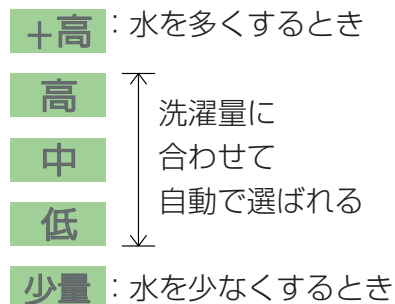 +高：水を多くするとき
高
洗濯量に
中
合わせて
自動で選ばれる
低
少量：水を少なくするとき